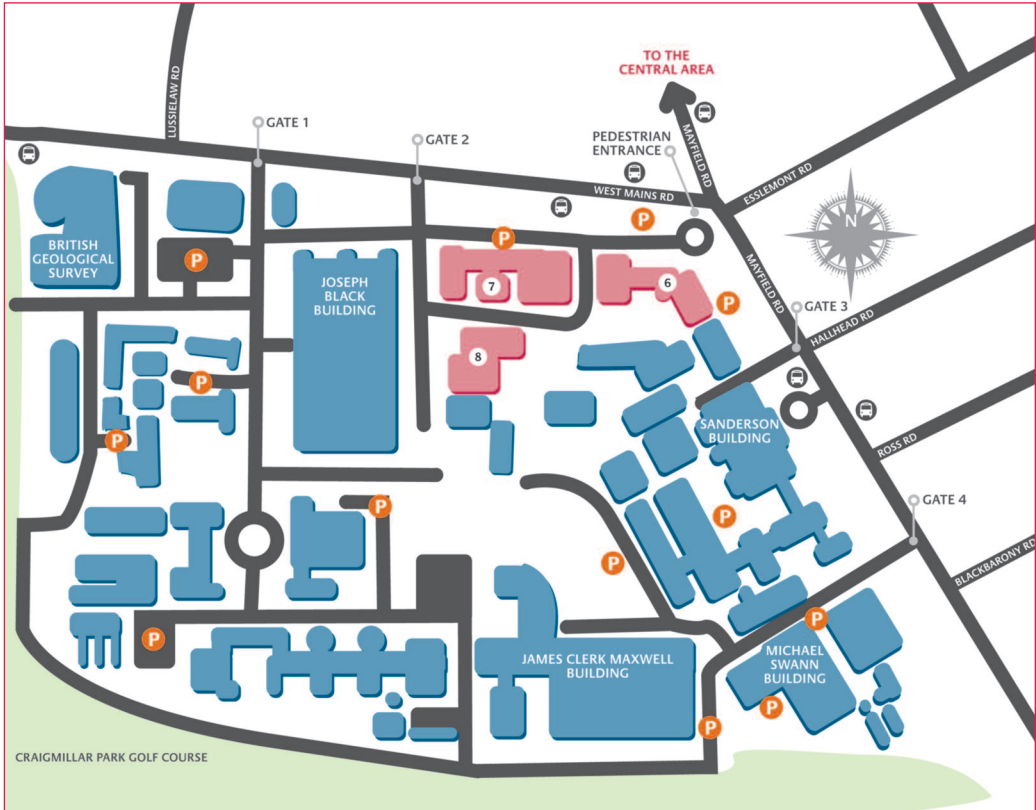 TO THE
CENTRAL AREA
LUSSIELAW RD
GATE 1
GATE 2
PEDESTRIAN
ENTRANCE
MAYFIELD RD
WEST MAINS RD
ESSLEMONT RD
P
N
BRITISH
GEOLOGICAL
SURVEY
P
P
JOSEPH
BLACK
BUILDING
7
6
MAYFIELD RD
P
GATE 3
HALLHEAD RD
8
P
SANDERSON
BUILDING
P
ROSS RD
GATE 4
P
P
P
BLACKBARONY RD
P
P
JAMES CLERK MAXWELL
BUILDING
MICHAEL
SWANN
BUILDING
P
P
P
CRAIGMILLAR PARK GOLF COURSE